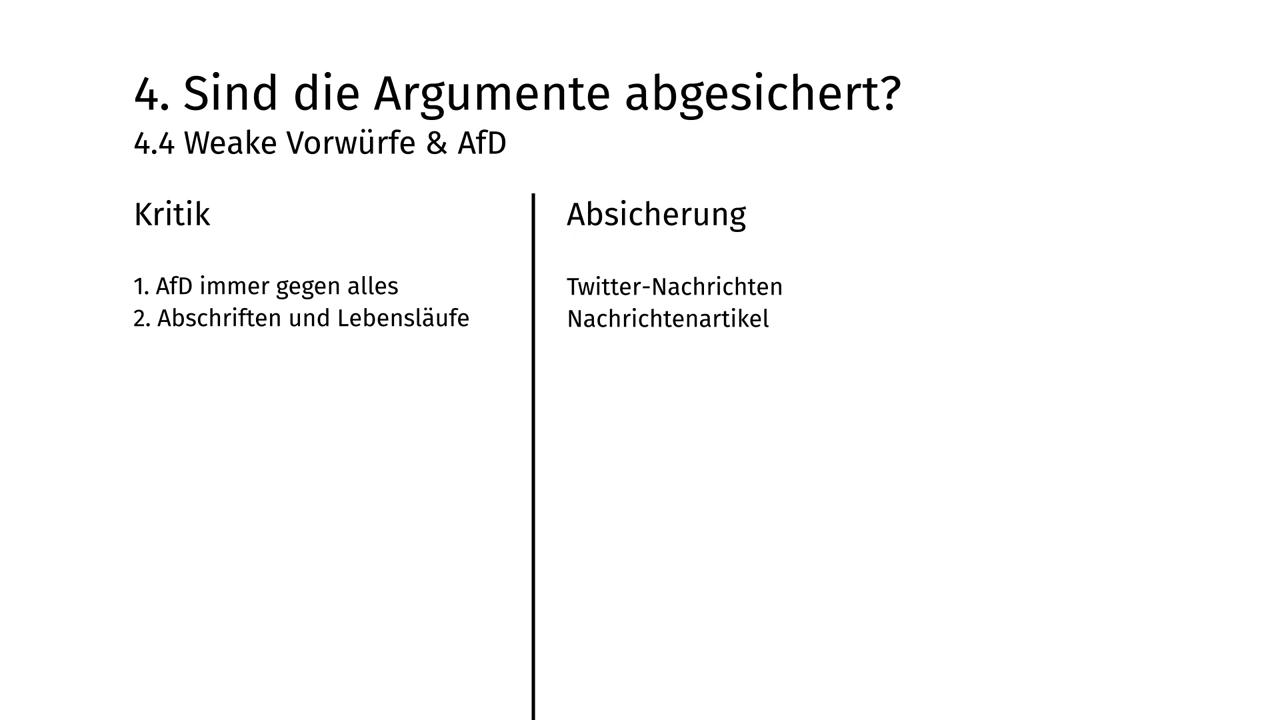 4. Sind die Argumente abgesichert?
4.4 Weake Vorwürfe & AfD
Kritik
1. AfD immer gegen alles
2. Abschriften und Lebensläufe
Absicherung
Twitter-Nachrichten
Nachrichtenartikel